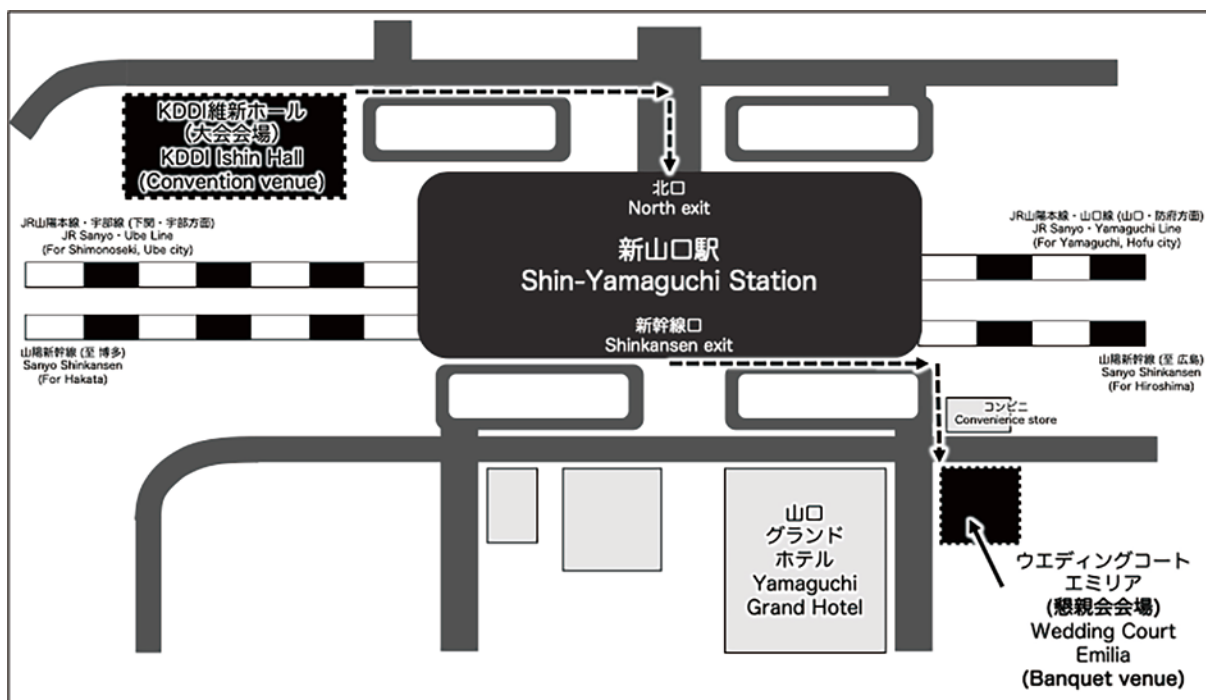 KDDI維新ホール
(大会会場)
KDDI Ishin Hall
(Convention venue)
北口
North exit
JR山陽本線・宇部線 (下関・宇部方面)
JR Sanyo・Ube Line
(For Shimonoseki, Ube city)
JR山陽本線・山口線 (山口・防府方面)
JR Sanyo・Yamaguchi Line
(For Yamaguchi, Hofu city)
新山口駅
Shin-Yamaguchi Station
新幹線口
Shinkansen exit
山陽新幹線 (至 博多)
Sanyo Shinkansen
(For Hakata)
山陽新幹線 (至 広島)
Sanyo Shinkansen
(For Hiroshima)
コンビニ
Convenience store
山口
グランド
ホテル
Yamaguchi
Grand Hotel
ウエディングコート
エミリア
(懇親会会場)
Wedding Court
Emilia
(Banquet venue)